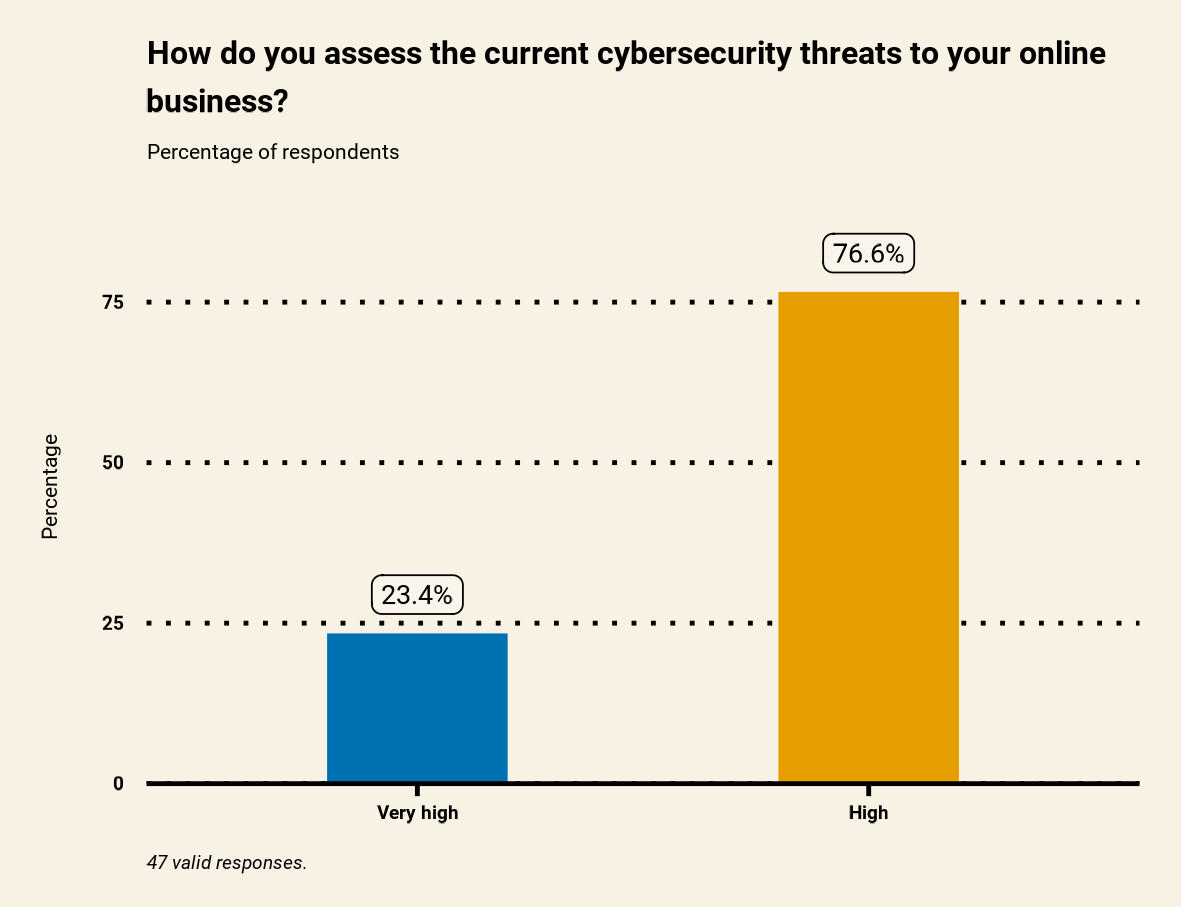 How do you assess the current cybersecurity threats to your online
business?
Percentage of respondents
76.6%
75
Percentage
50
23.4%
25
0
Very high
High
47 valid responses.